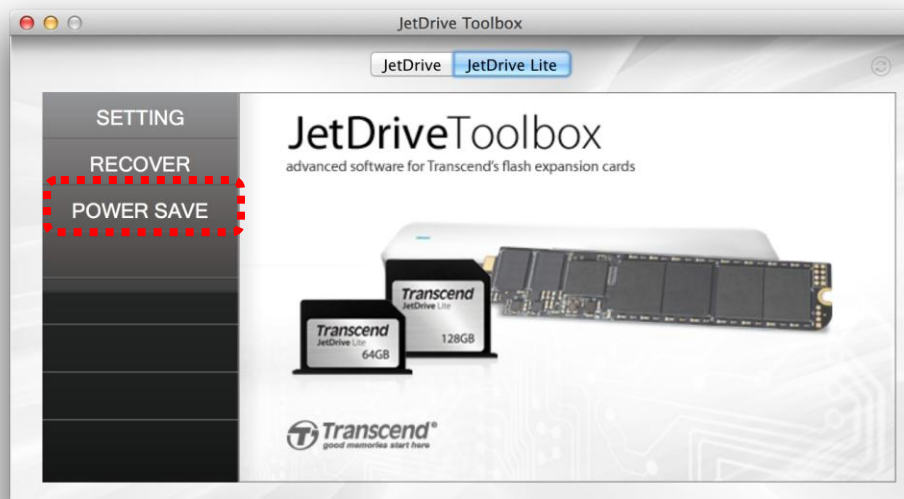 JetDrive Toolbox
JetDrive JetDrive Lite
SETTING
RECOVER
POWER SAVE
JetDriveToolbox
advanced software for Transcend's flash expansion cards
Transcend
JetDrive Lite
128GB
Transcend
JetDrive Lite
64GB
Transcend®
good memories start here